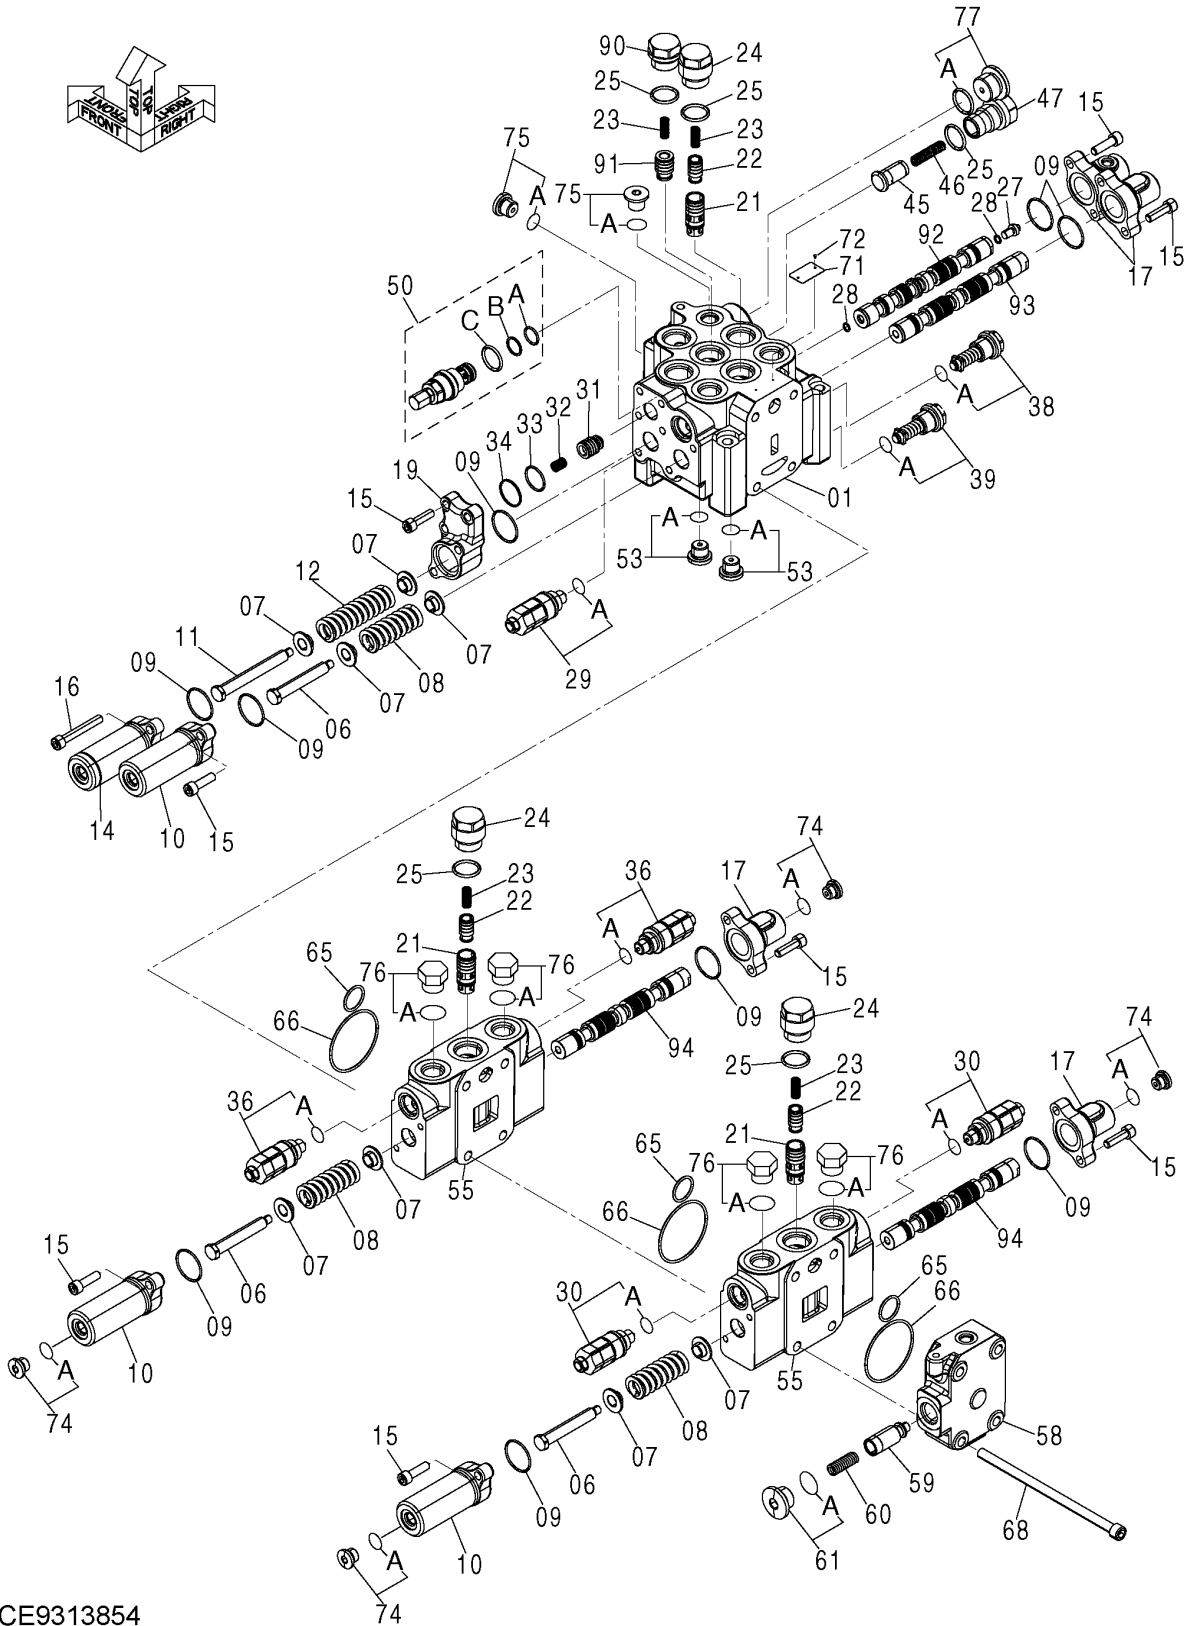 90 24 77
A
25 25
TOP TOP
FRONT FRONT RIGHT RIGHT
23 23 47 15
75 91 22 25 09 27
A 75 21 46 28
A 45 92 15
72 17
71
50 28 93
C B A
A 38
31
32
33
34
09 A 39
19 01
15 A A
07 53 53
12
07 A
11 07 29
09 08
16 07
06
09
14 10 15
24 74
36 17 A
25 23
A
22
21
65 76 76 15
A A 09
66 94 24 74
25 23 30 17 A
36 A 22 A
21
65 76 76 15
55 A A 09
07 66 94
08
15 07 65
06 30 A 66
09
A 10 55
74 07
08 58
15 07
06 59
09 60
A 68
10 A 61
74
CE9313854